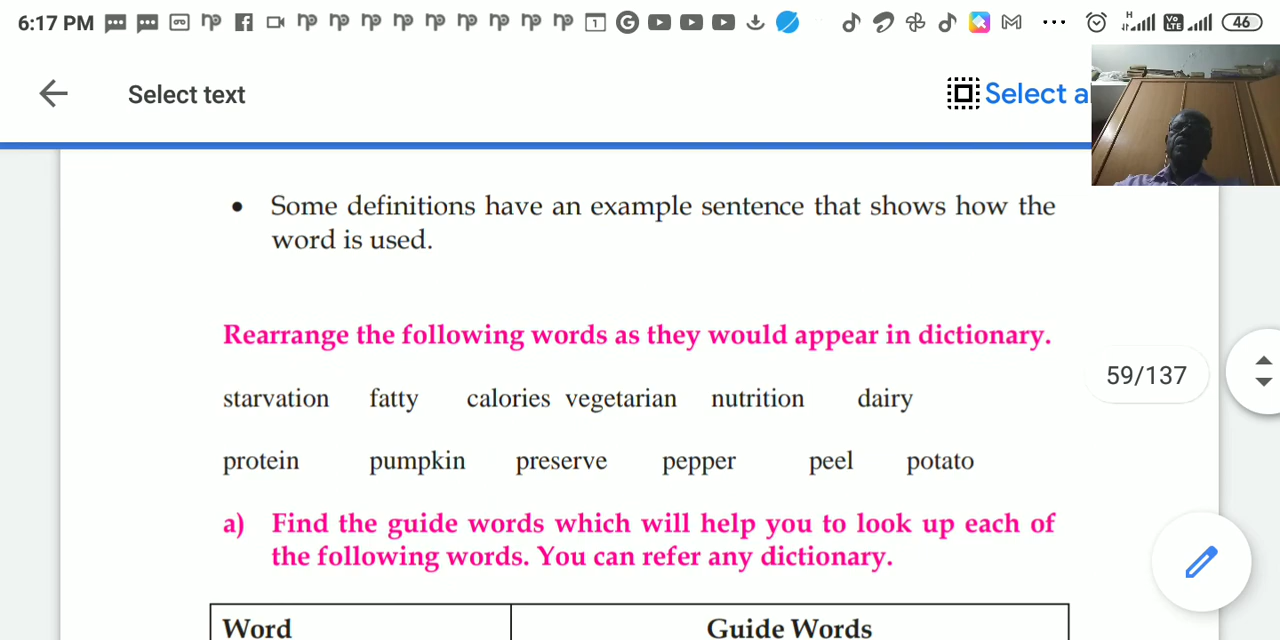 6:17 PM 46
Select text
Select a
• Some definitions have an example sentence that shows how the
word is used.
Rearrange the following words as they would appear in dictionary.
59/137
starvation fatty calories vegetarian nutrition dairy
protein pumpkin preserve pepper peel potato
a) Find the guide words which will help you to look up each of
the following words. You can refer any dictionary.
Word Guide Words